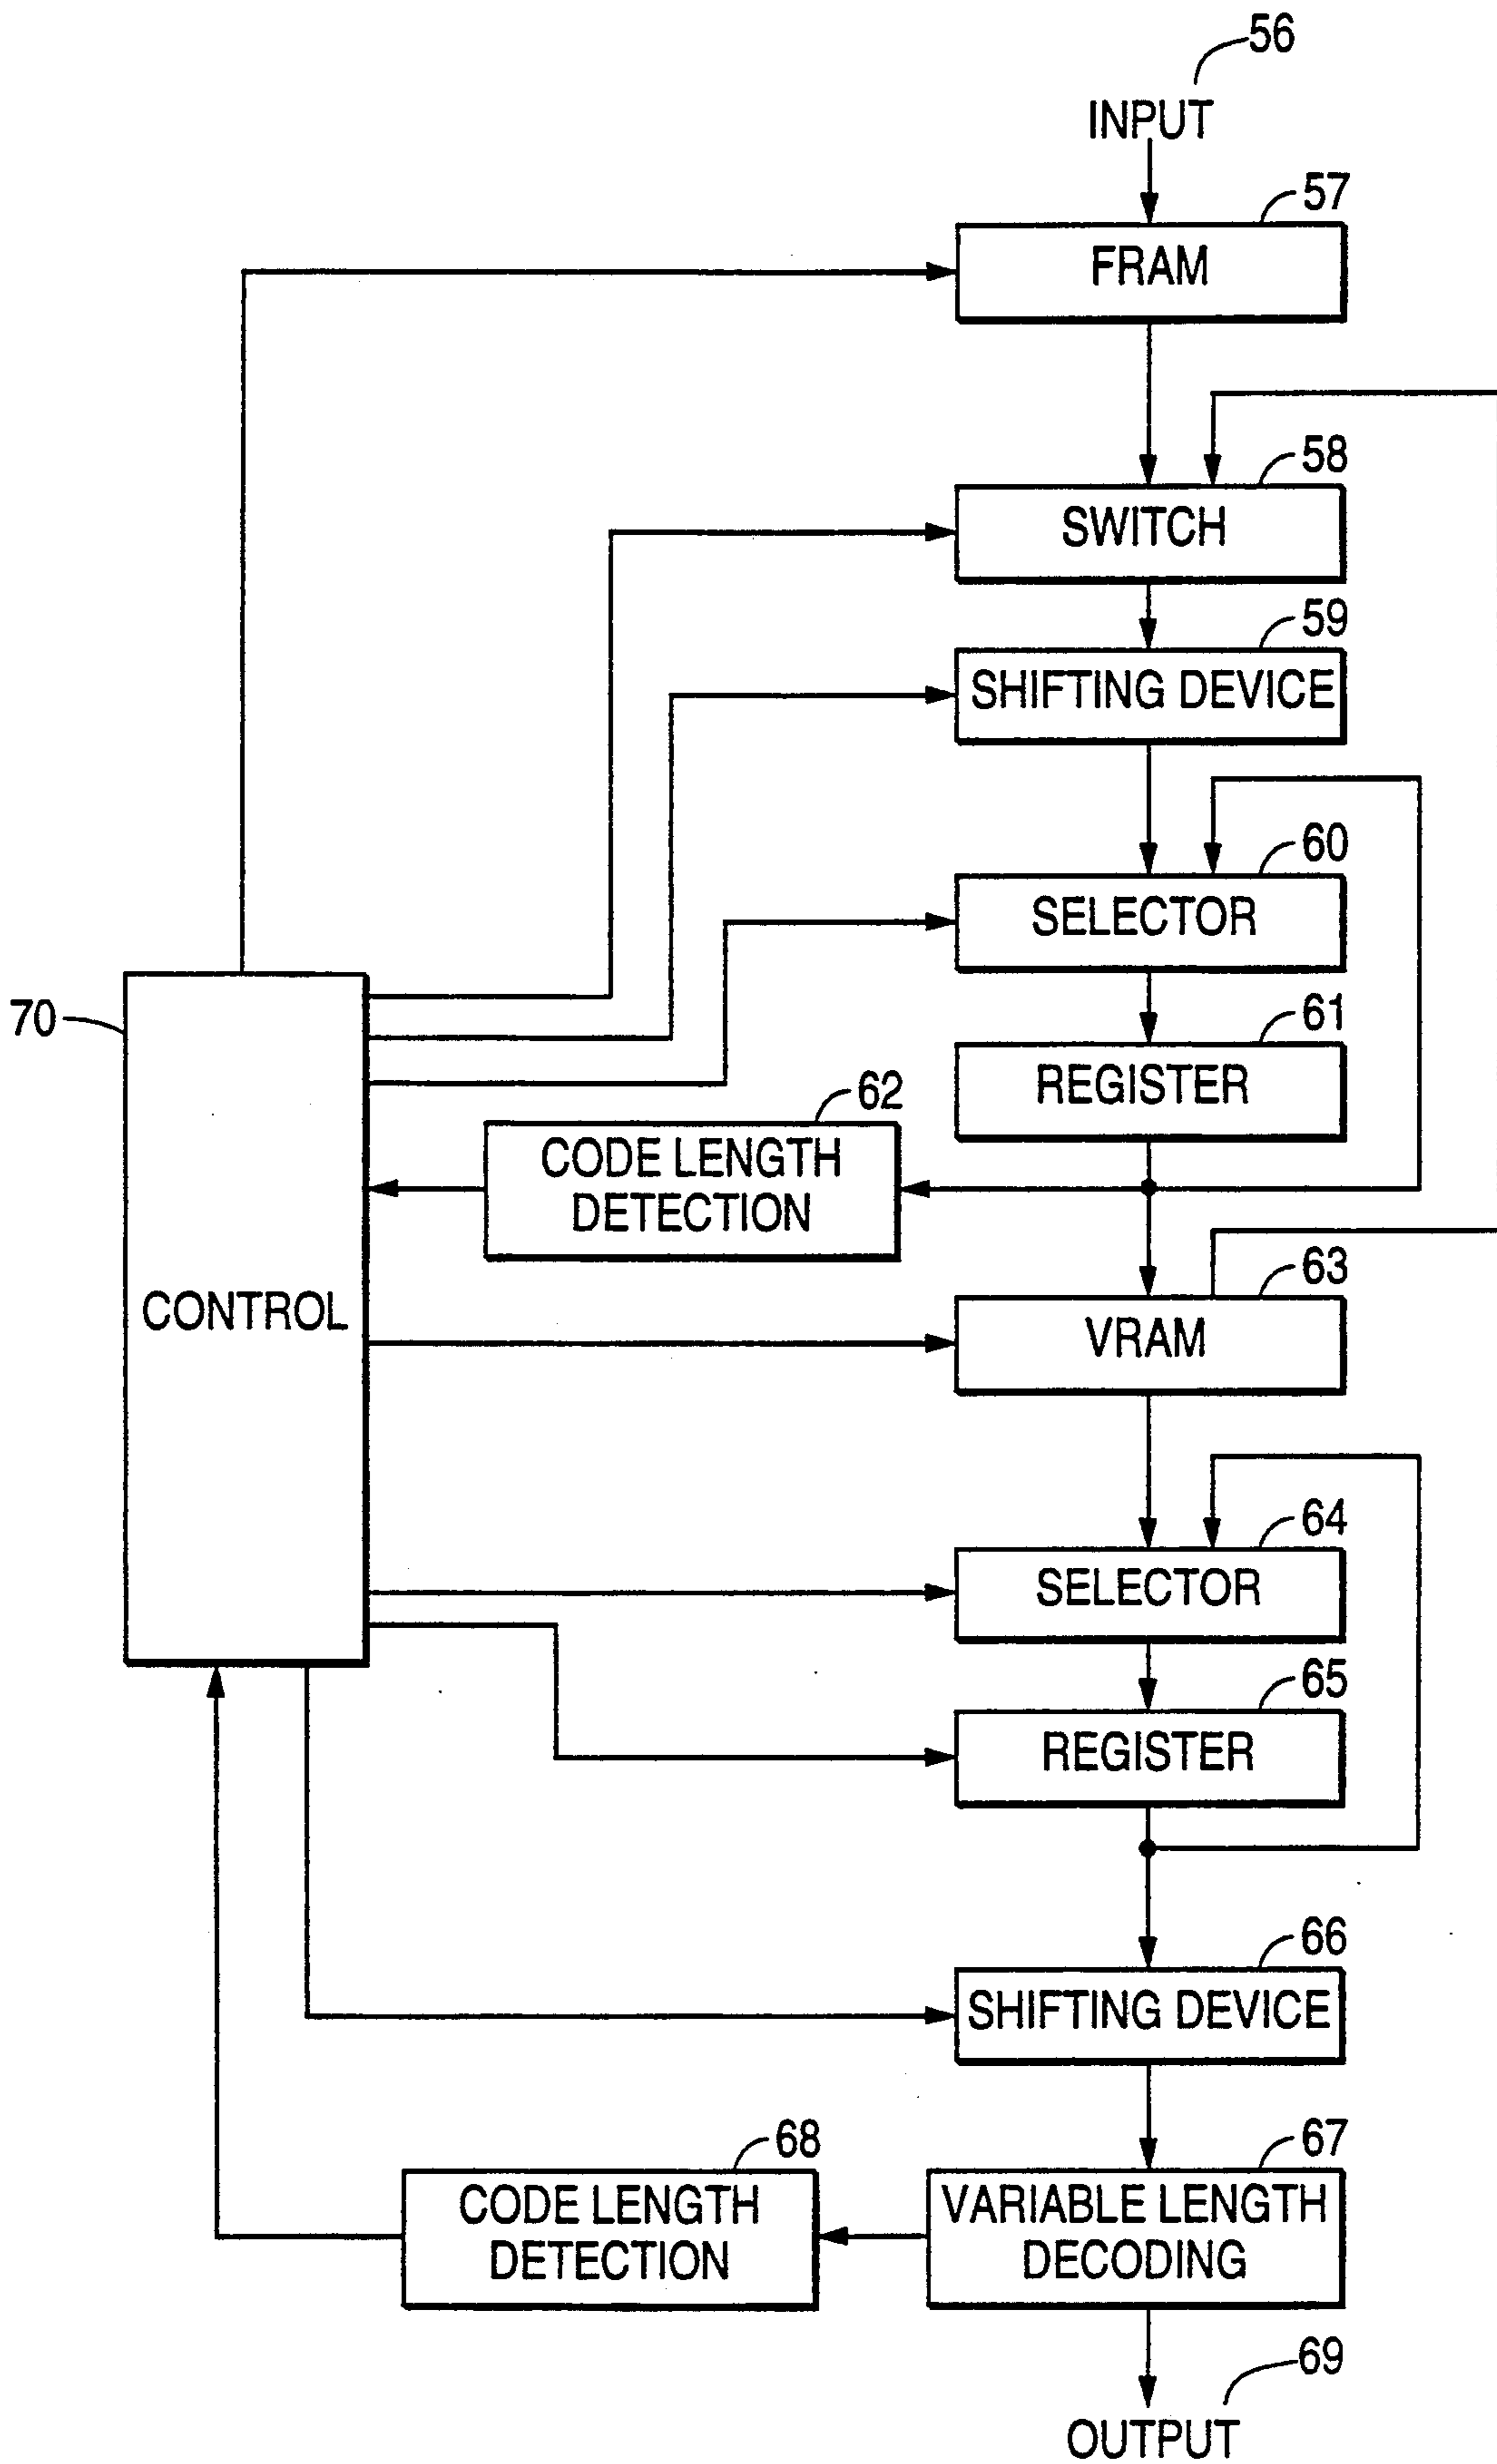 56
INPUT
57
FRAM
58
SWITCH
59
SHIFTING DEVICE
60
SELECTOR
70
61
REGISTER
62
CODE LENGTH
DETECTION
CONTROL
63
VRAM
64
SELECTOR
65
REGISTER
66
SHIFTING DEVICE
68
CODE LENGTH
DETECTION
67
VARIABLE LENGTH
DECODING
69
OUTPUT